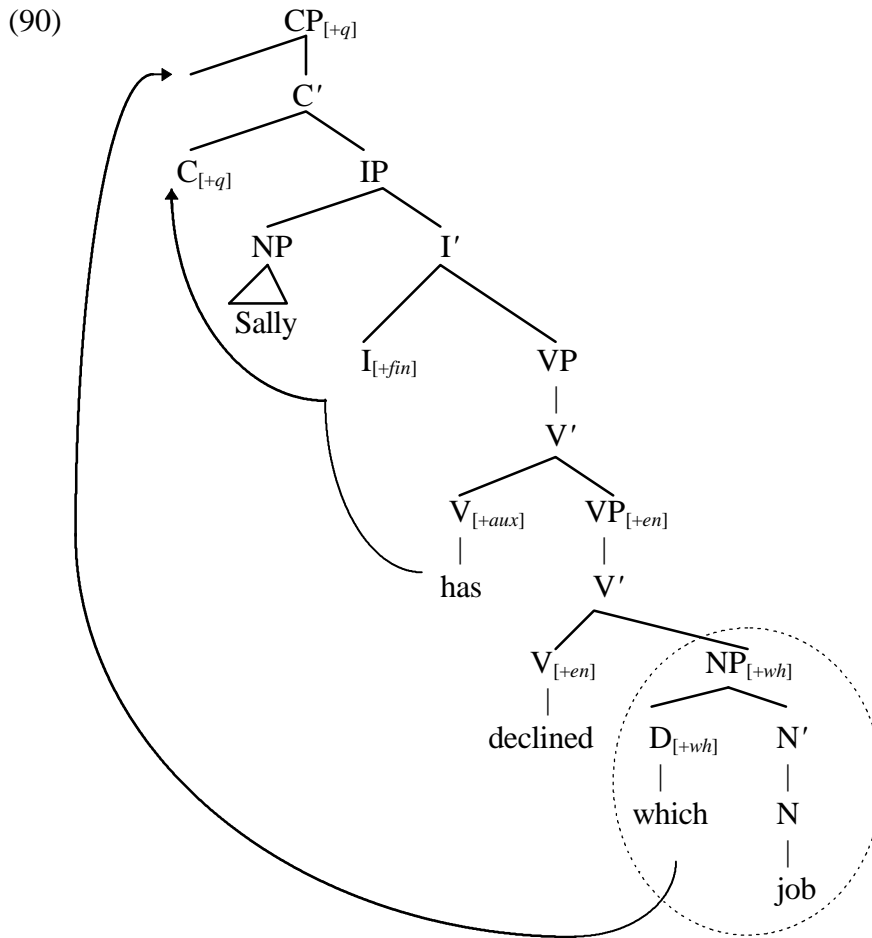 (90)
CP[+q]
C′
C[+q] IP
NP I′
Sally
I[+fin] VP
V′
V[+aux] VP[+en]
has V′
V[+en] NP[+wh]
declined D[+wh] N′
which N
job